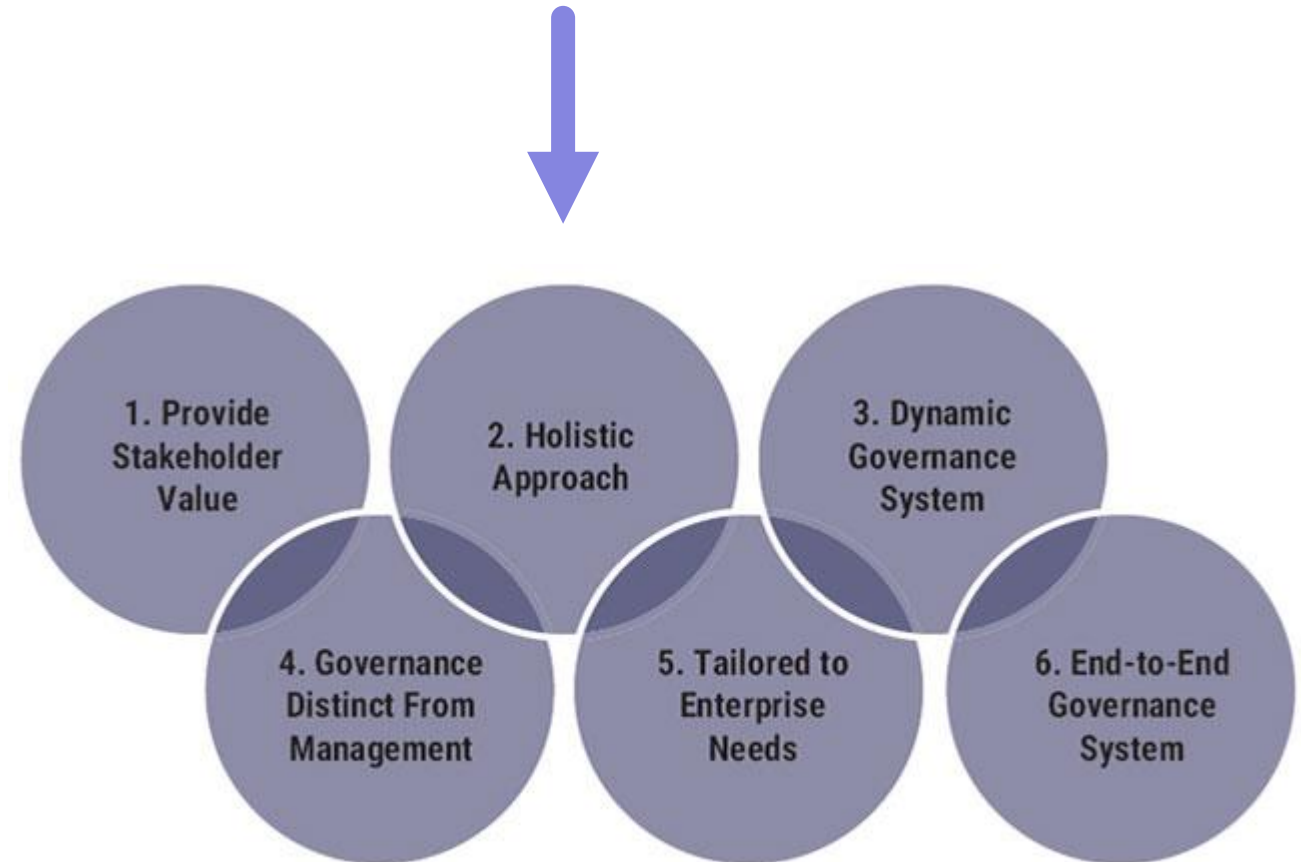 1. Provide
Stakeholder
Value
2. Holistic
Approach
3. Dynamic
Governance
System
4. Governance
Distinct From
Management
5. Tailored to
Enterprise
Needs
6. End-to-End
Governance
System